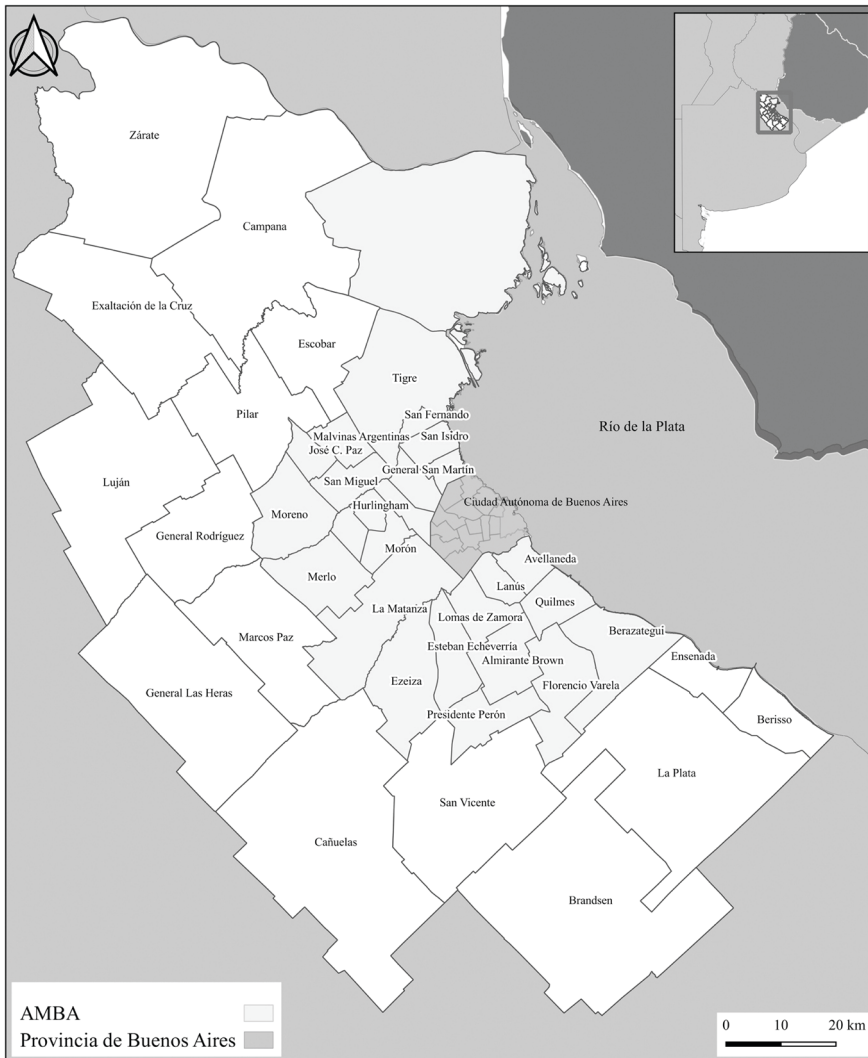 Zárate
Campana
Exaltación de la Cruz
Escobar
Tigre
Pilar
San Fernando
Malvinas Argentinas
San Isidro
Río de la Plata
José C. Paz
General San Martín
Luján
San Miguel
Ciudad Autónoma de Buenos Aires
Hurlingham
Moreno
General Rodríguez
Morón
Avellaneda
Merlo
Lanús
Quilmes
La Matanza
Lomas de Zamora
Marcos Paz
Berazategui
Esteban Echeverría
Ensenada
Almirante Brown
Ezeiza
Florencio Varela
General Las Heras
Presidente Perón
Berisso
La Plata
San Vicente
Cañuelas
Brandsen
AMBA
Provincia de Buenos Aires
0 10 20 km